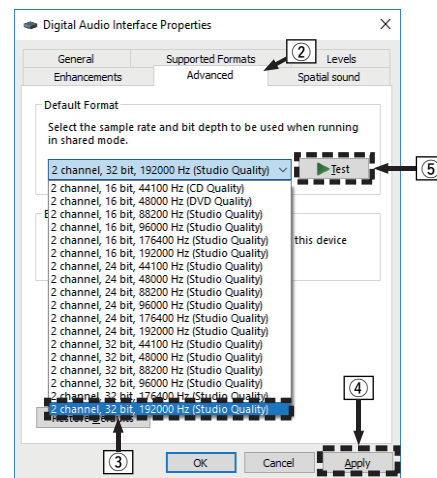 Digital Audio Interface Properties
General Supported Formats Levels
②
Enhancements Advanced Spatial sound
Default Format
Select the sample rate and bit depth to be used when running
in shared mode.
2 channel, 32 bit, 192000 Hz (Studio Quality)
Test
⑤
2 channel, 16 bit, 44100 Hz (CD Quality)
2 channel, 16 bit, 48000 Hz (DVD Quality)
2 channel, 16 bit, 88200 Hz (Studio Quality)
2 channel, 16 bit, 96000 Hz (Studio Quality)
2 channel, 16 bit, 176400 Hz (Studio Quality)
this device
2 channel, 16 bit, 192000 Hz (Studio Quality)
2 channel, 24 bit, 44100 Hz (Studio Quality)
2 channel, 24 bit, 48000 Hz (Studio Quality)
2 channel, 24 bit, 88200 Hz (Studio Quality)
2 channel, 24 bit, 96000 Hz (Studio Quality)
2 channel, 24 bit, 176400 Hz (Studio Quality)
2 channel, 24 bit, 192000 Hz (Studio Quality)
2 channel, 32 bit, 44100 Hz (Studio Quality)
2 channel, 32 bit, 48000 Hz (Studio Quality)
2 channel, 32 bit, 88200 Hz (Studio Quality)
2 channel, 32 bit, 96000 Hz (Studio Quality)
2 channel, 32 bit, 176400 Hz (Studio Quality)
2 channel, 32 bit, 192000 Hz (Studio Quality)
④
③
OK Cancel Apply